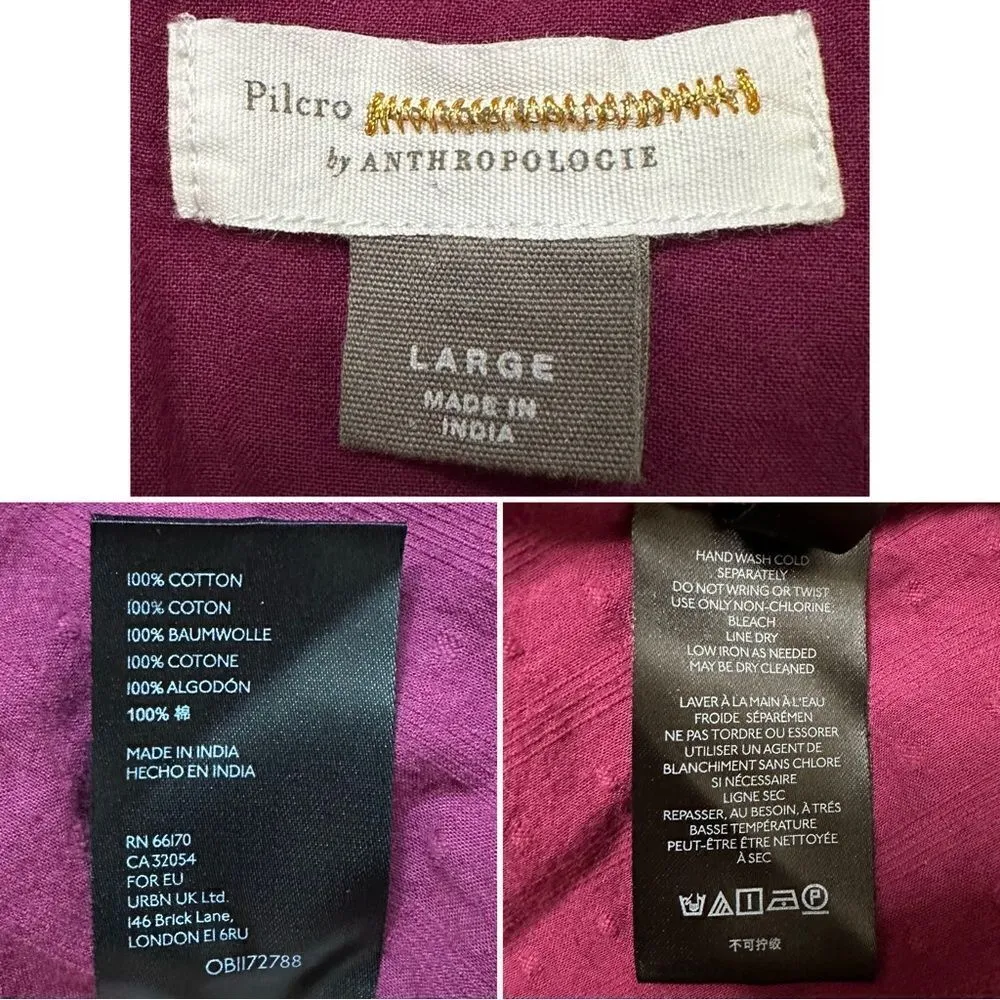 Pilcro
by ANTHROPOLOGIE
LARGE
MADE IN
INDIA
100% COTTON
100% COTON
100% BAUMWOLLE
100% COTONE
100% ALGODÓN
100% 棉
MADE IN INDIA
HECHO EN INDIA
RN 66170
CA 32054
FOR EU
URBN UK Ltd.
146 Brick Lane,
LONDON E1 6RU
OB1172788
HAND WASH COLD
SEPARATELY
DO NOT WRING OR TWIST
USE ONLY NON-CHLORINE
BLEACH
LINE DRY
LOW IRON AS NEEDED
MAY BE DRY CLEANED
LAVER À LA MAIN À L'EAU
FROIDE SÉPARÉMEN
NE PAS TORDRE OU ESSORER
UTILISER UN AGENT DE
BLANCHIMENT SANS CHLORE
SI NÉCESSAIRE
LIGNE SEC
REPASSER, AU BESOIN, À TRÉS
BASSE TEMPÉRATURE
PEUT-ÊTRE ÊTRE NETTOYÉE
À SEC
P
不可拧绞